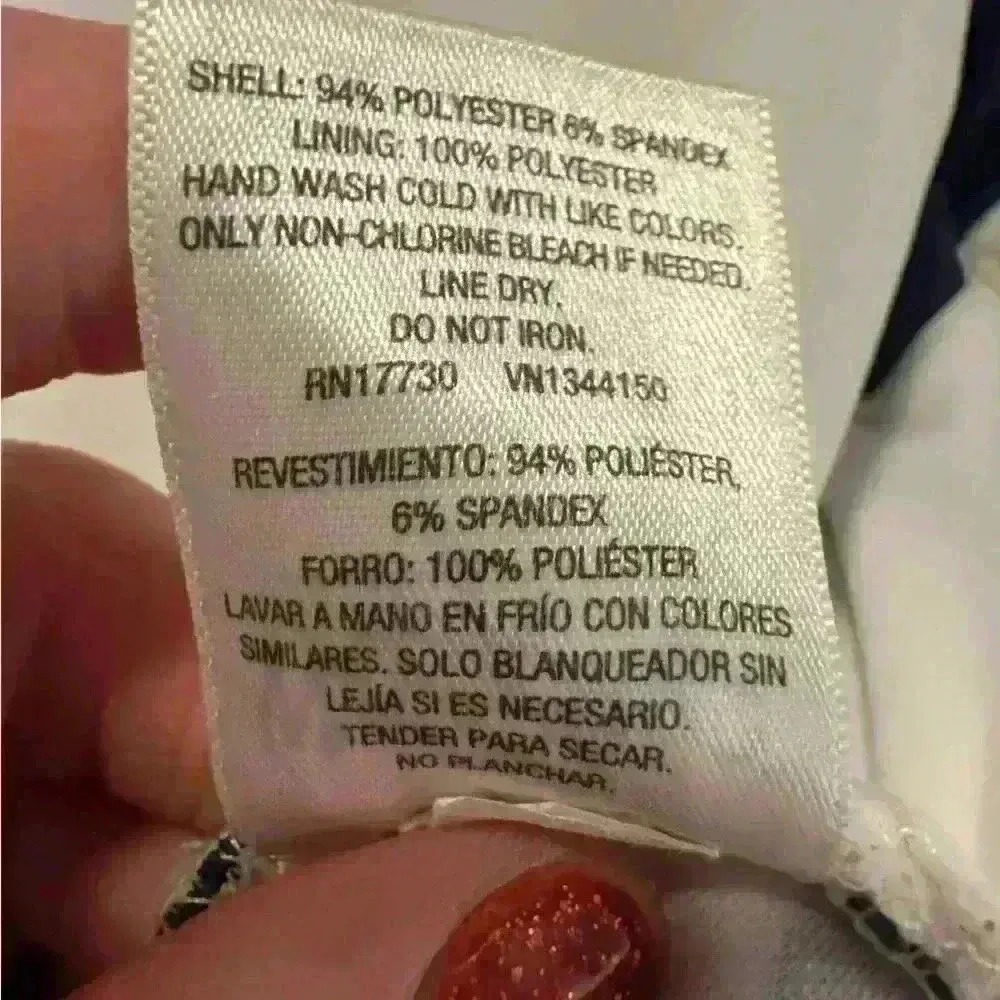 SHELL: 94% POLYESTER 6% SPANDEX
LINING: 100% POLYESTER
HAND WASH COLD WITH LIKE COLORS.
ONLY NON-CHLORINE BLEACH IF NEEDED.
LINE DRY.
DO NOT IRON.
RN17730 VN1344150
REVESTIMIENTO: 94% POLIÉSTER,
6% SPANDEX
FORRO: 100% POLIÉSTER
LAVAR A MANO EN FRÍO CON COLORES
SIMILARES. SOLO BLANQUEADOR SIN
LEJÍA SI ES NECESARIO.
TENDER PARA SECAR.
NO PLANCHAR.